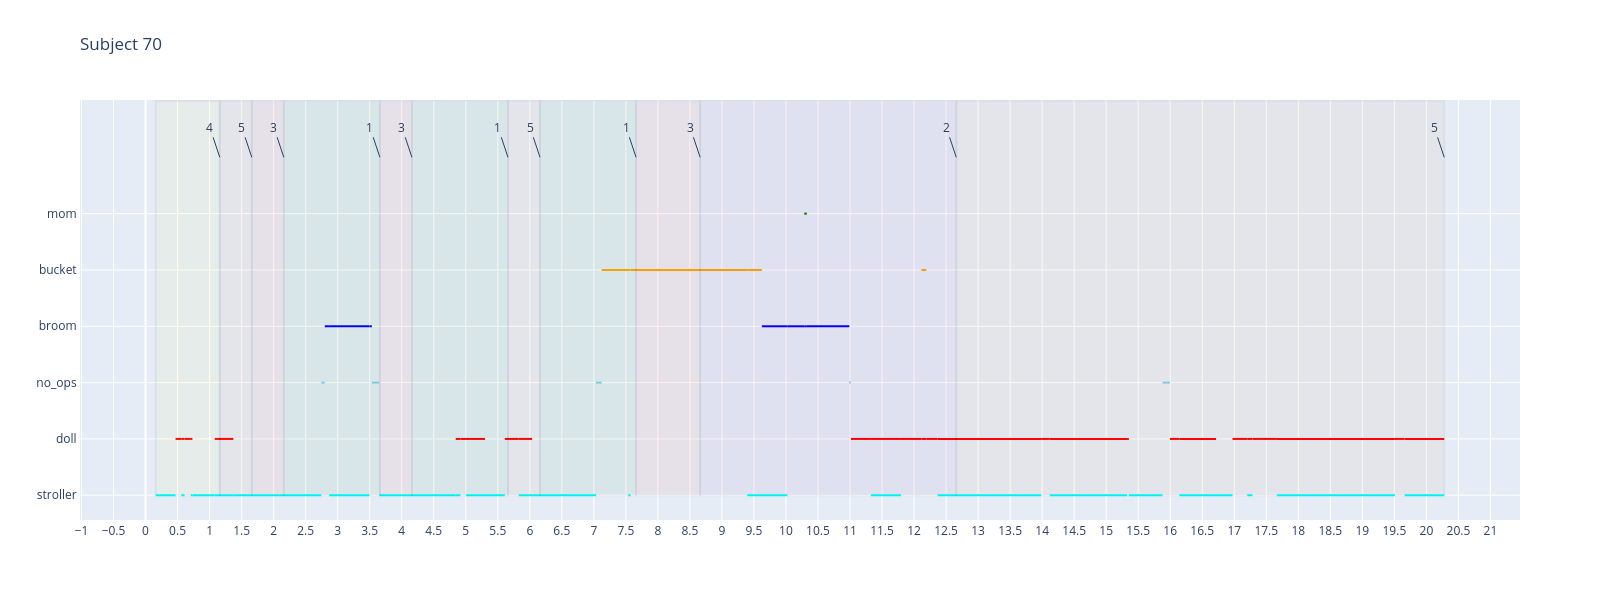 Subject 70
4 5 3 1 3 1 5 1 3 2 5
mom
bucket
broom
no_ops
doll
stroller
−1 −0.5 0 0.5 1 1.5 2 2.5 3 3.5 4 4.5 5 5.5 6 6.5 7 7.5 8 8.5 9 9.5 10 10.5 11 11.5 12 12.5 13 13.5 14 14.5 15 15.5 16 16.5 17 17.5 18 18.5 19 19.5 20 20.5 21